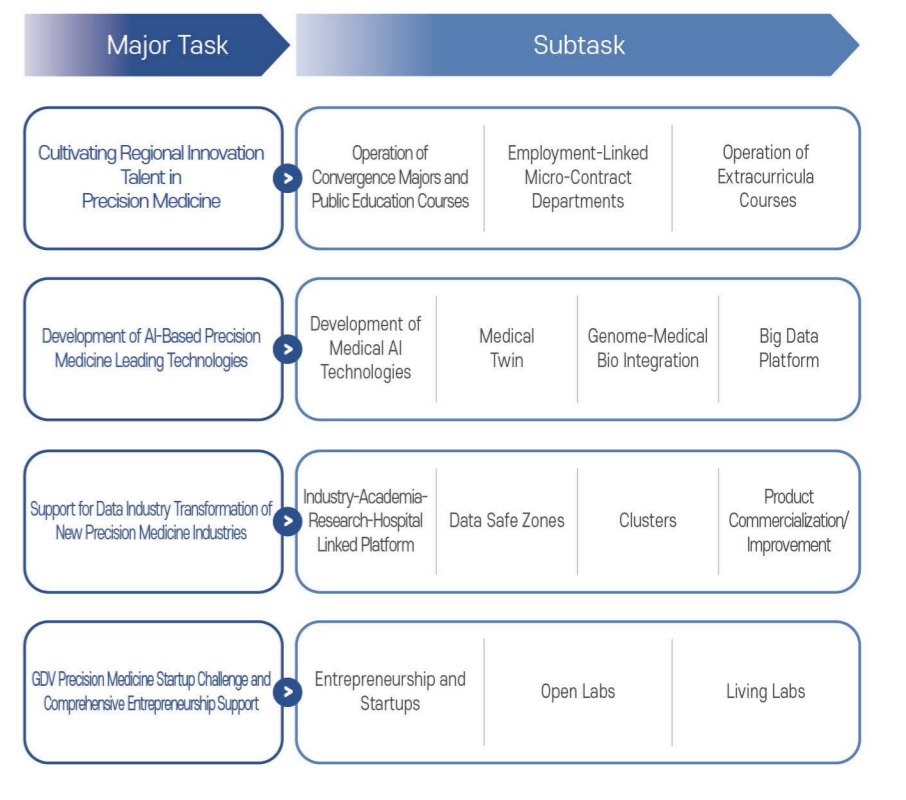 Major Task
Subtask
Cultivating Regional Innovation
Talent in
Precision Medicine
Operation of
Convergence Majors and
Public Education Courses
Employment-Linked
Micro-Contract
Departments
Operation of
Extracurricula
Courses
Development of AI-Based Precision
Medicine Leading Technologies
Development of
Medical AI
Technologies
Medical
Twin
Genome-Medical
Bio Integration
Big Data
Platform
Support for Data Industry Transformation of
New Precision Medicine Industries
Industry-Academia-
Research-Hospital
Linked Platform
Data Safe Zones
Clusters
Product
Commercialization/
Improvement
GDV Precision Medicine Startup Challenge and
Comprehensive Entrepreneurship Support
Entrepreneurship and
Startups
Open Labs
Living Labs